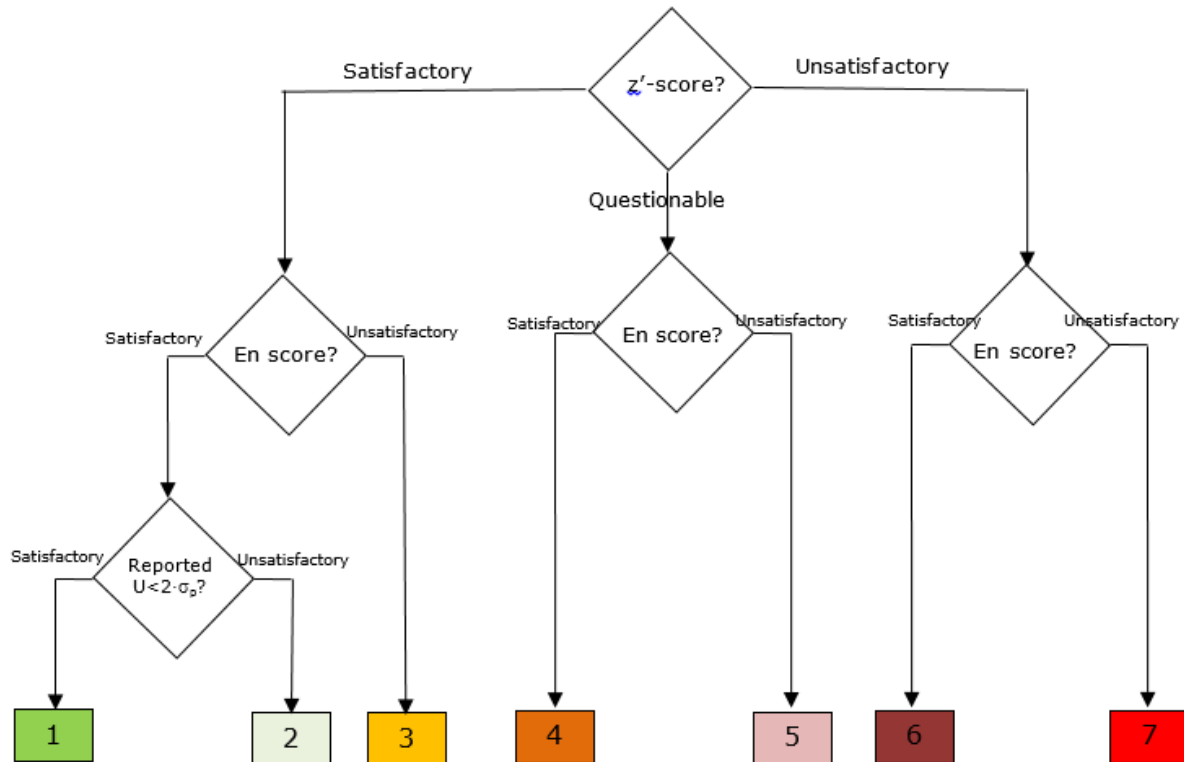 Satisfactory
Unsatisfactory
z'-score?
Questionable
Satisfactory
Unsatisfactory
En score?
Satisfactory
Unsatisfactory
En score?
Satisfactory
Unsatisfactory
En score?
Satisfactory
Reported
U<2·σp?
Unsatisfactory
1
2
3
4
5
6
7